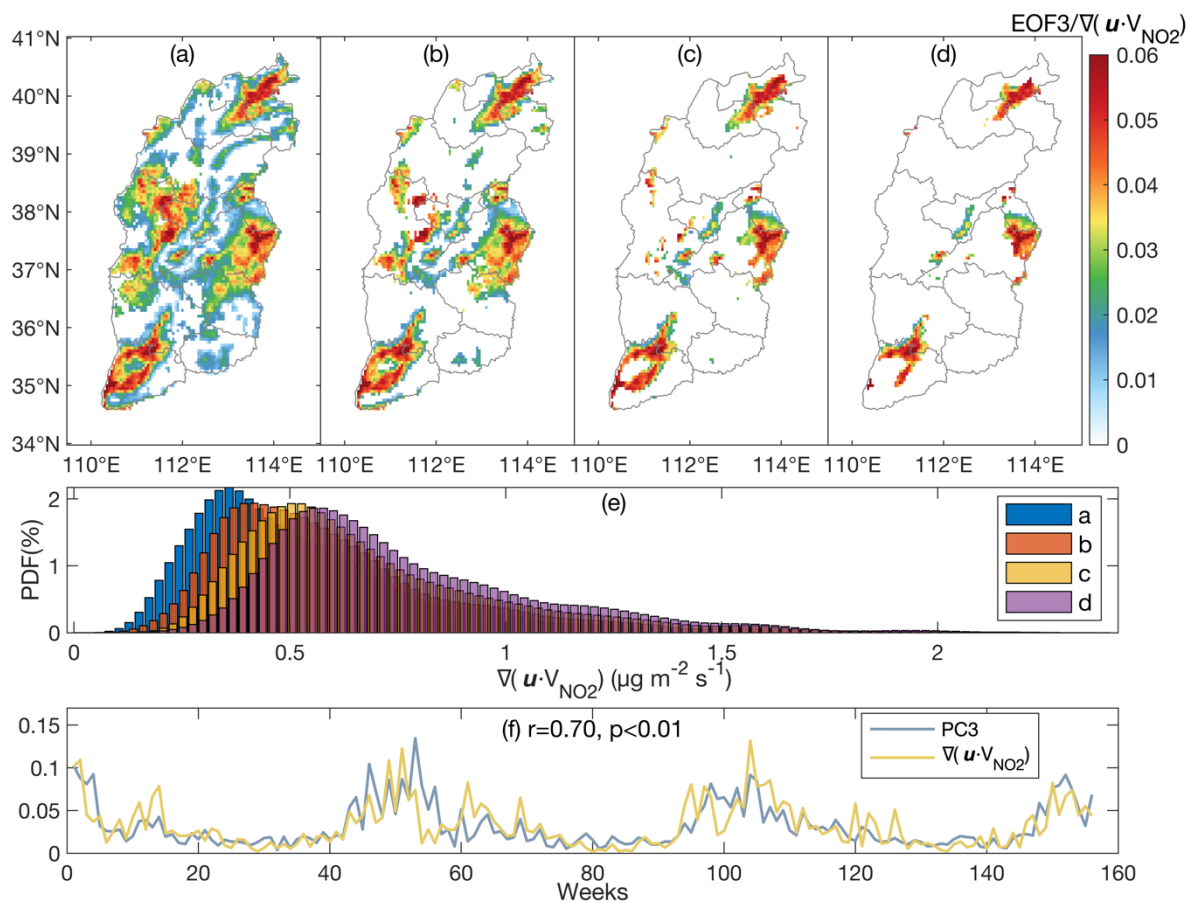 EOF3/∇( u·V_NO2)
(a) (b) (c) (d)
41°N
40°N
39°N
38°N
37°N
36°N
35°N
34°N
0.06
0.05
0.04
0.03
0.02
0.01
0
110°E 112°E 114°E 110°E 112°E 114°E 110°E 112°E 114°E 110°E 112°E 114°E
(e)
PDF(%)
2
1
0
a
b
c
d
0 0.5 1 1.5 2
∇( u·V_NO2) (µg m⁻² s⁻¹)
(f) r=0.70, p<0.01
PC3
∇( u·V_NO2)
0.15
0.1
0.05
0
0 20 40 60 80 100 120 140 160
Weeks